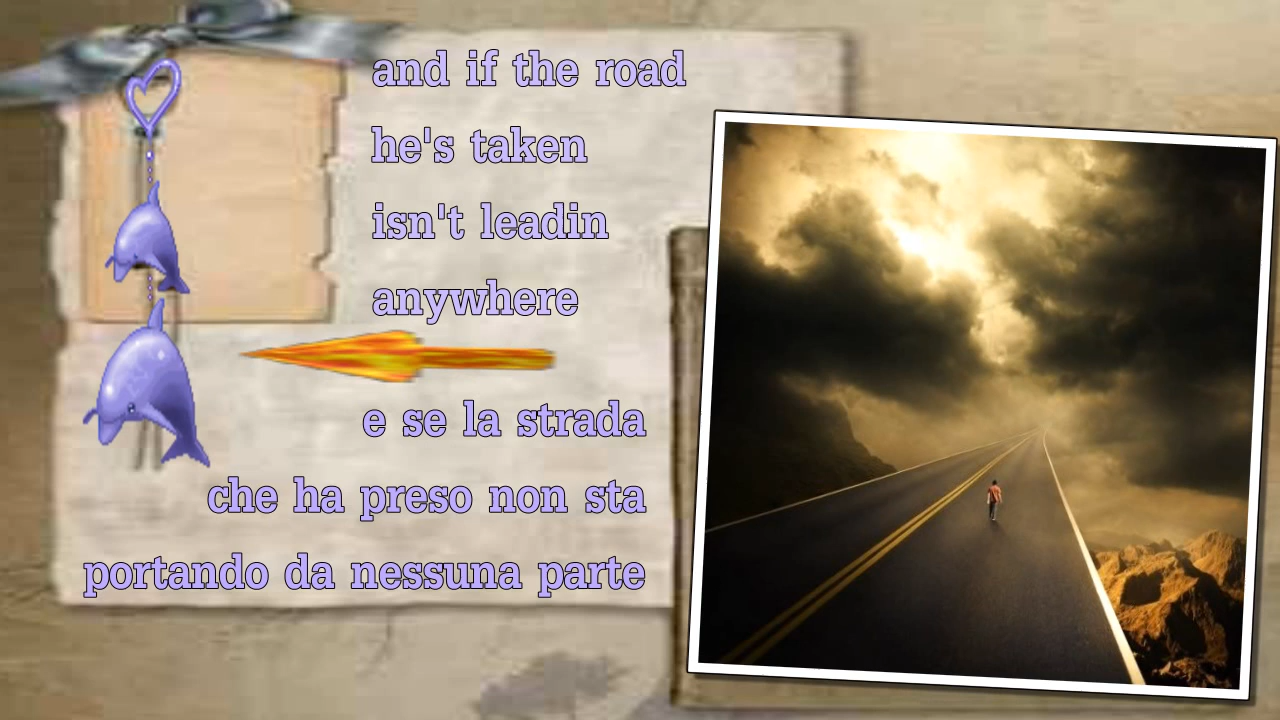 and if the road
he's taken
isn't leadin
anywhere
e se la strada
che ha preso non sta
portando da nessuna parte